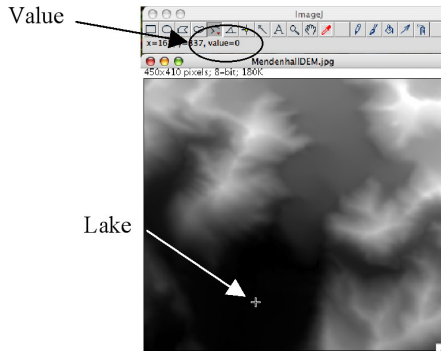 Value
ImageJ
x=16 337, value=0
MendenhallDEM.jpg
450x410 pixels; 8-bit; 180K
Lake